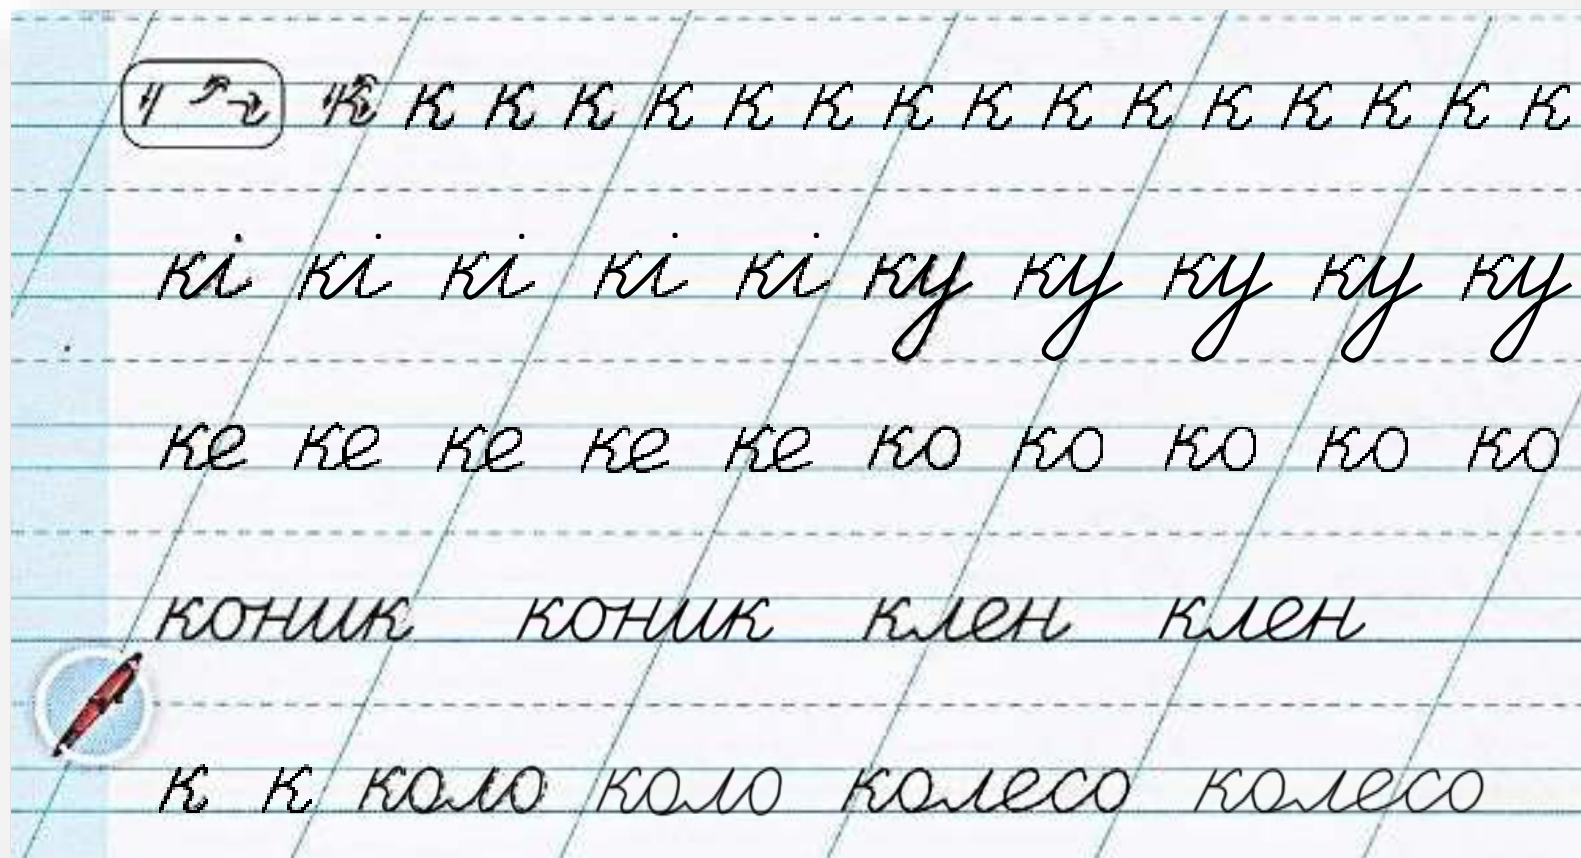 к к к к к к к к к к к к к к к к
кі кі кі кі кі ку ку ку ку ку
ке ке ке ке ке ко ко ко ко ко
коник коник клен клен
к к коло коло колесо колесо